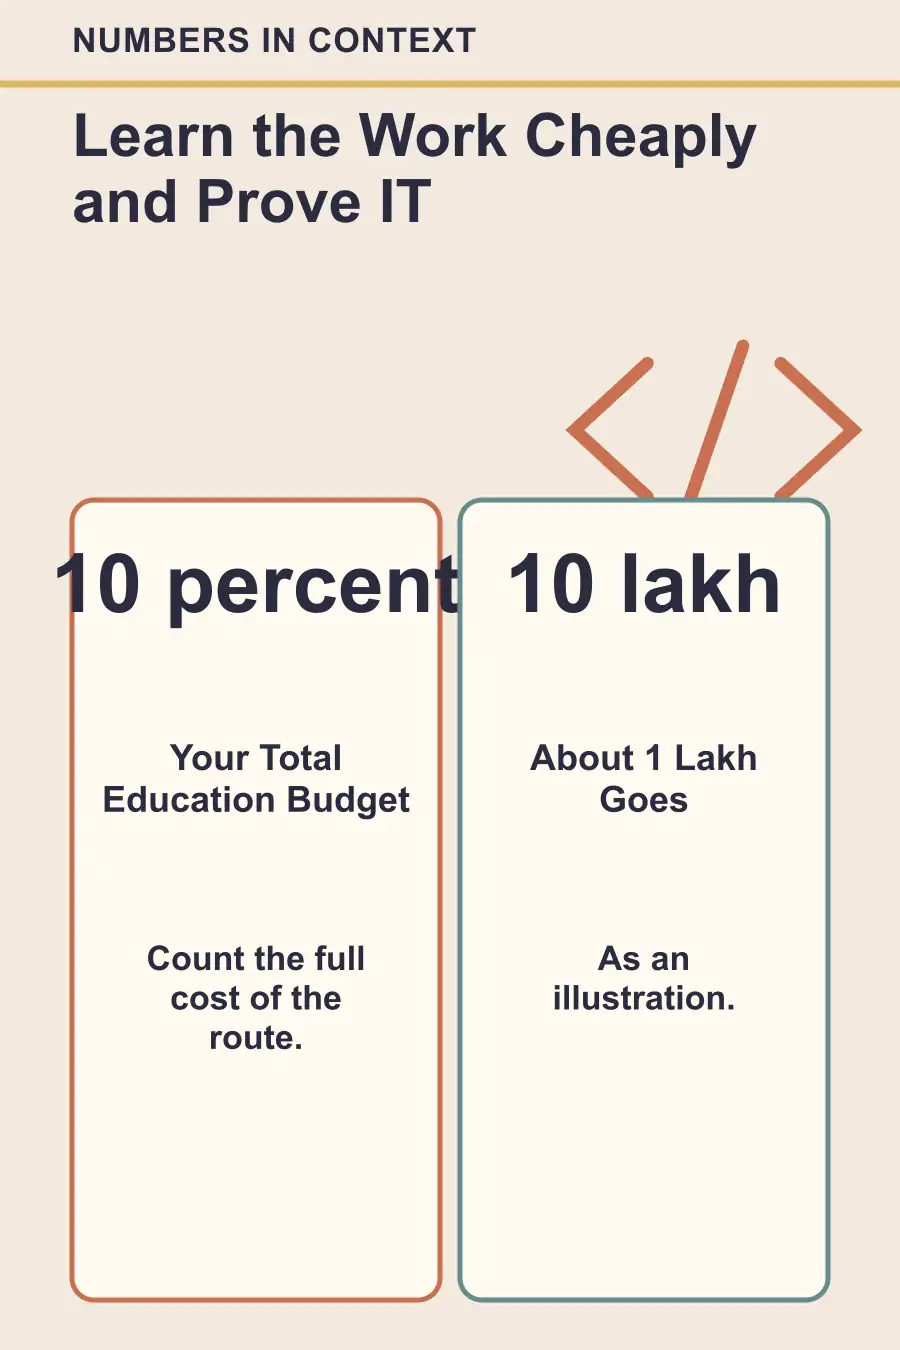 NUMBERS IN CONTEXT
Learn the Work Cheaply
and Prove IT
10 percent
Your Total
Education Budget
Count the full
cost of the
route.
10 lakh
About 1 Lakh
Goes
As an
illustration.